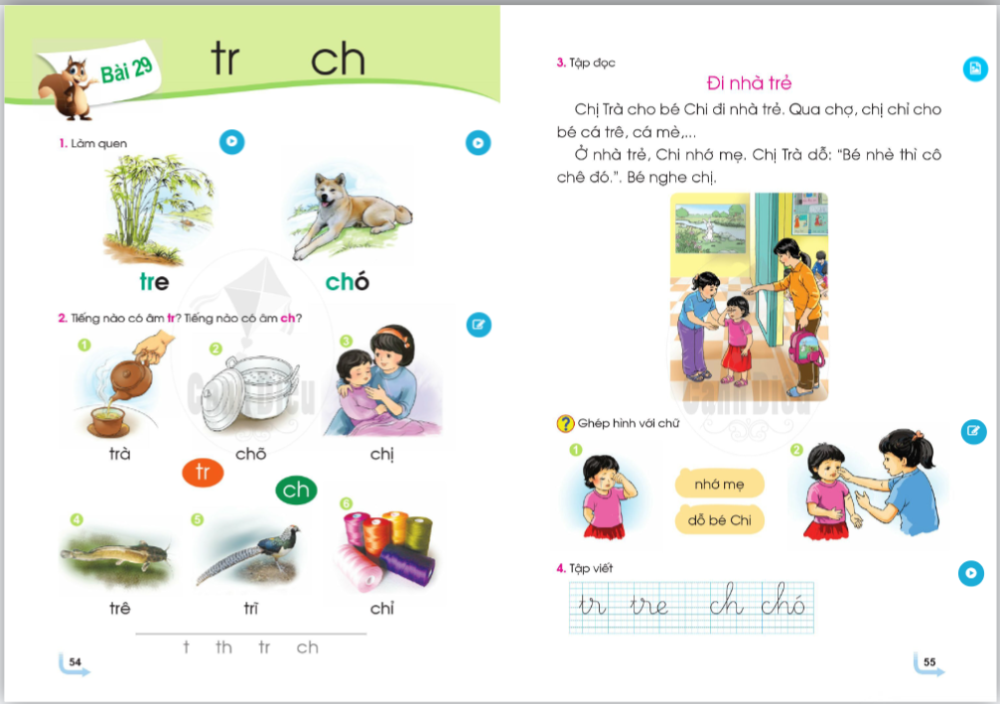 Bài 29
tr ch
1. Làm quen
tre chó
2. Tiếng nào có âm tr? Tiếng nào có âm ch?
1 2 3
trà chõ chị
tr
ch
4 5 6
trê trĩ chỉ
t th tr ch
54
3. Tập đọc
Đi nhà trẻ
Chị Trà cho bé Chi đi nhà trẻ. Qua chợ, chị chỉ cho
bé cá trê, cá mè,...
Ở nhà trẻ, Chi nhớ mẹ. Chị Trà dỗ: “Bé nhè thì cô
chê đó.”. Bé nghe chị.
Cánh Diều
Cánh Diều
? Ghép hình với chữ
1 2
nhớ mẹ
dỗ bé Chi
4. Tập viết
tr tre ch chó
55